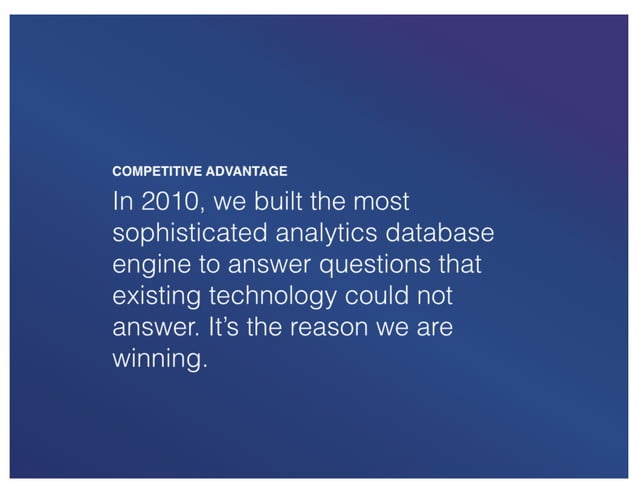 COMPETITIVE ADVANTAGE
In 2010, we built the most
sophisticated analytics database
engine to answer questions that
existing technology could not
answer. It’s the reason we are
winning.